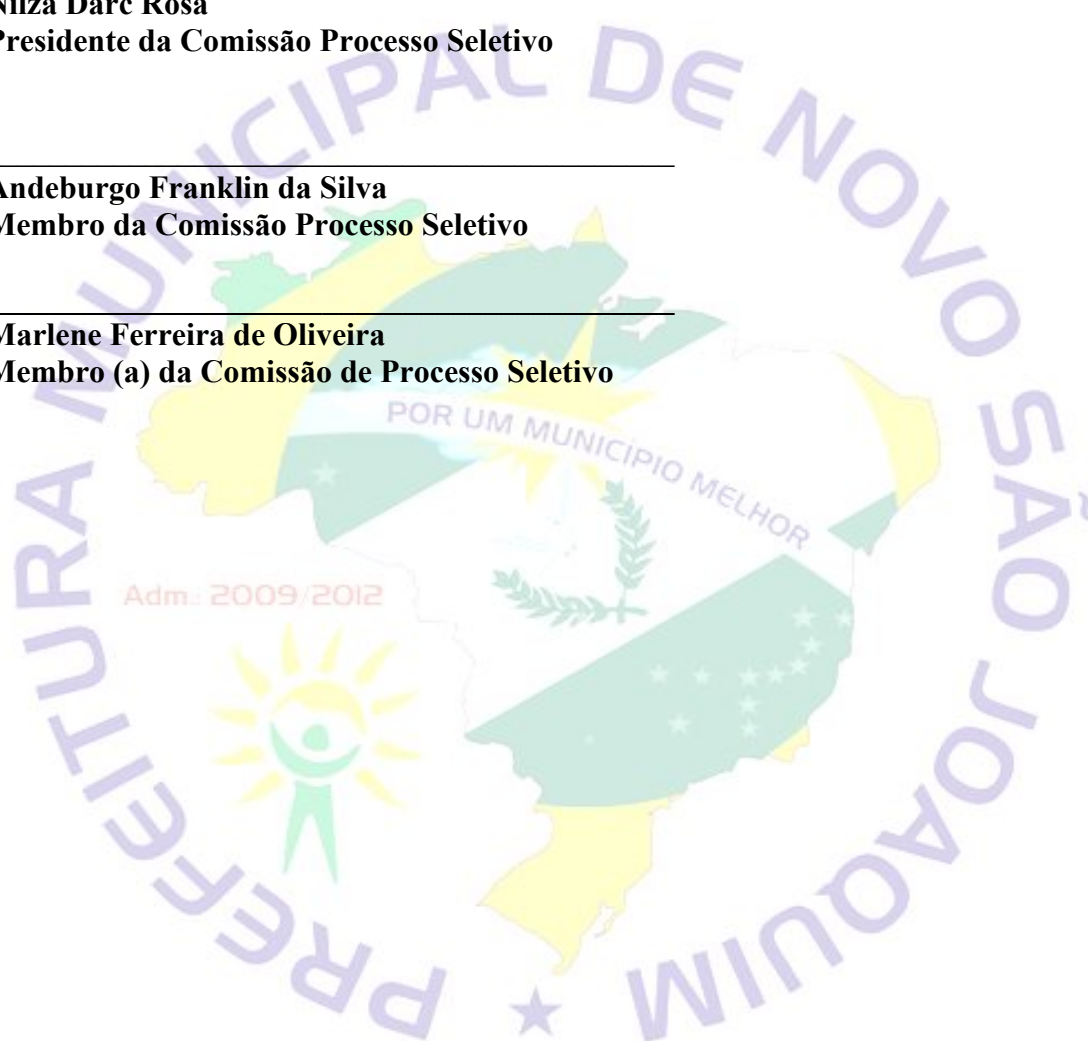 Nilza Darc Rosa
Presidente da Comissão Processo Seletivo
Andeburgo Franklin da Silva
Membro da Comissão Processo Seletivo
Marlene Ferreira de Oliveira
Membro (a) da Comissão de Processo Seletivo
PREFEITURA MUNICIPAL DE NOVO SÃO JOAQUIM
POR UM MUNICÍPIO MELHOR
Adm.: 2009/2012